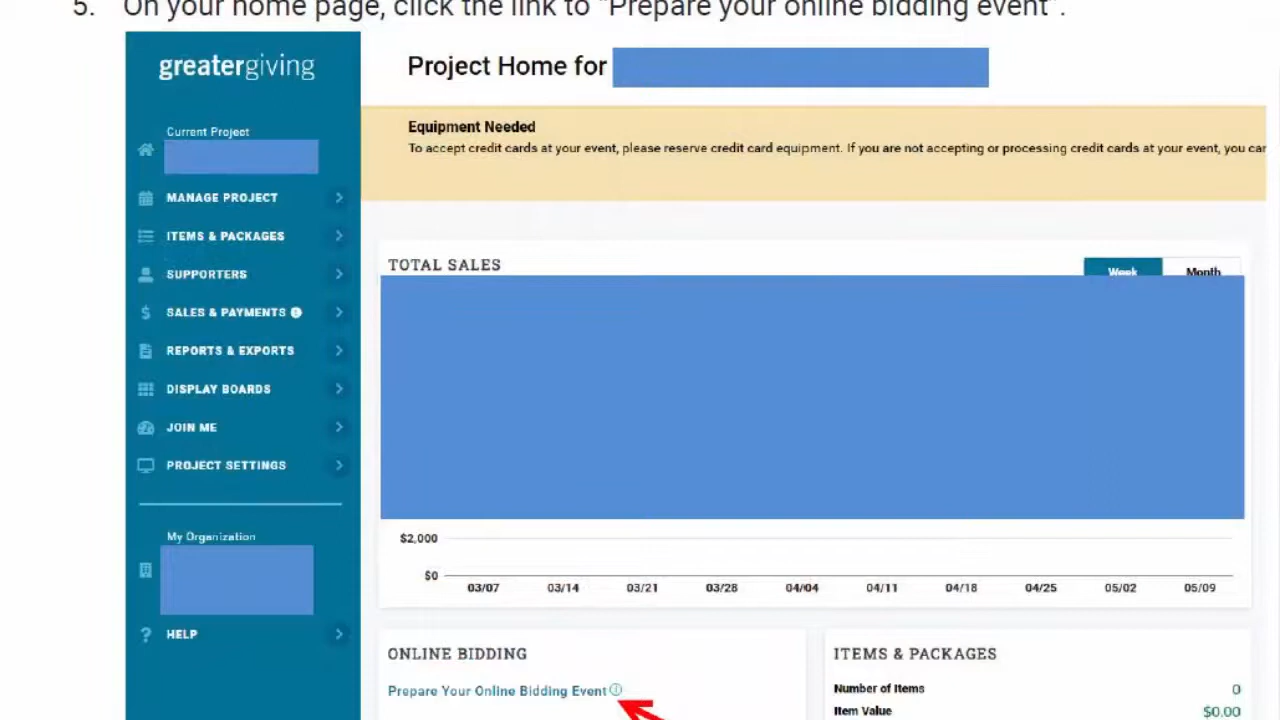 5. On your home page, click the link to "Prepare your online bidding event".
greatergiving
Project Home for
Equipment Needed
To accept credit cards at your event, please reserve credit card equipment. If you are not accepting or processing credit cards at your event, you can
Current Project
MANAGE PROJECT
ITEMS & PACKAGES
SUPPORTERS
SALES & PAYMENTS
REPORTS & EXPORTS
DISPLAY BOARDS
JOIN ME
PROJECT SETTINGS
My Organization
? HELP
TOTAL SALES
Week Month
$2,000
$0
03/07 03/14 03/21 03/28 04/04 04/11 04/18 04/25 05/02 05/09
ONLINE BIDDING
Prepare Your Online Bidding Event
ITEMS & PACKAGES
Number of Items 0
Item Value $0.00